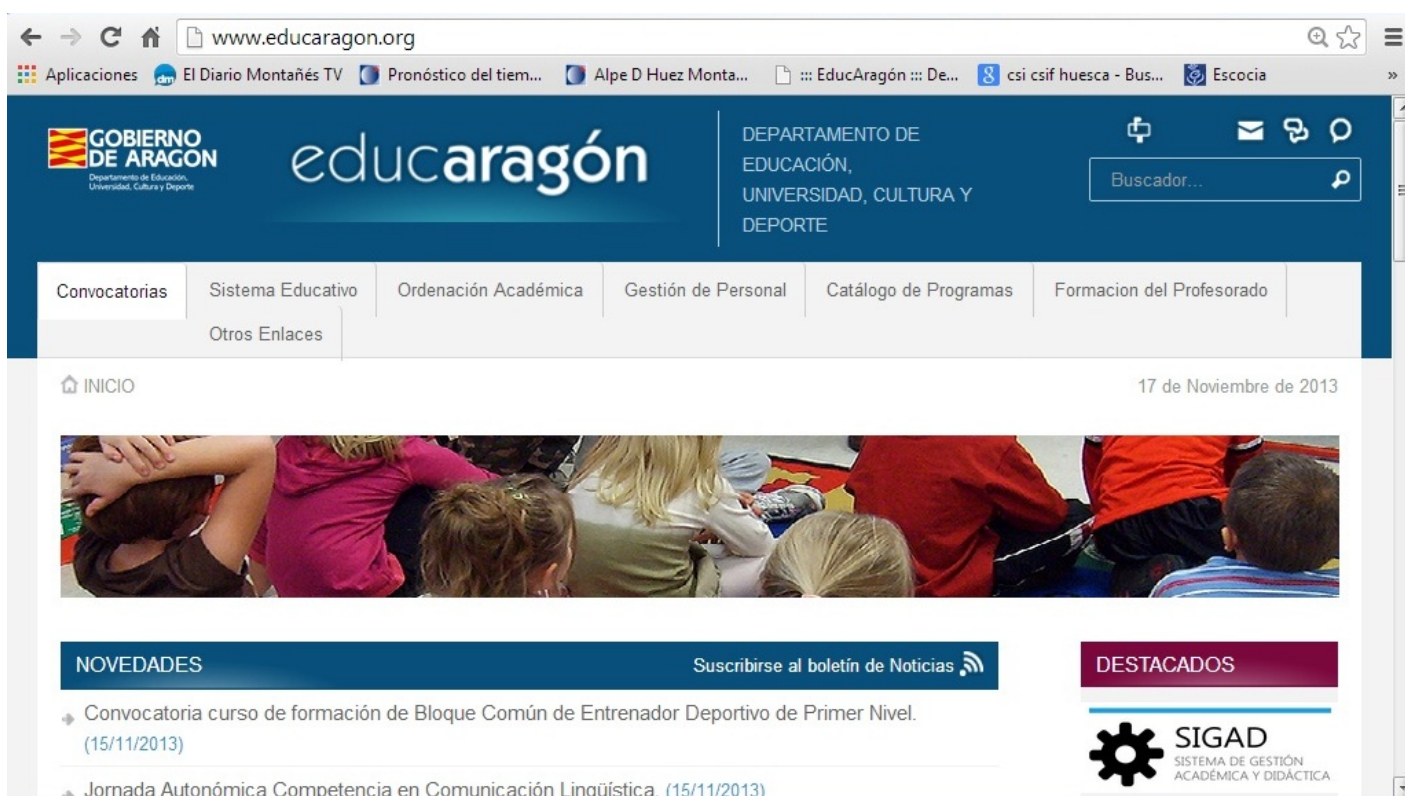 www.educaragon.org
Aplicaciones
El Diario Montañés TV
Pronóstico del tiem...
Alpe D Huez Monta...
::: EducAragón ::: De...
csi csif huesca - Bus...
Escocia
»
GOBIERNO
DE ARAGON
Departamento de Educación,
Universidad, Cultura y Deporte
educaragón
DEPARTAMENTO DE
EDUCACIÓN,
UNIVERSIDAD, CULTURA Y
DEPORTE
Buscador...
Convocatorias
Sistema Educativo
Ordenación Académica
Gestión de Personal
Catálogo de Programas
Formacion del Profesorado
Otros Enlaces
INICIO
17 de Noviembre de 2013
NOVEDADES
Suscribirse al boletín de Noticias
DESTACADOS
Convocatoria curso de formación de Bloque Común de Entrenador Deportivo de Primer Nivel.
(15/11/2013)
SIGAD
SISTEMA DE GESTIÓN
ACADÉMICA Y DIDÁCTICA
Jornada Autonómica Competencia en Comunicación Lingüística. (15/11/2013)